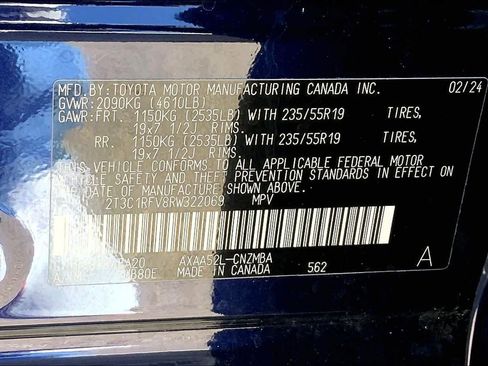 MFD.BY: TOYOTA MOTOR MANUFACTURING CANADA INC. 02/24
GVWR: 2090KG (4610LB)
GAWR: FRT. 1150KG (2535LB) WITH 235/55R19 TIRES,
19x7 1/2J RIMS.
RR. 1150KG (2535LB) WITH 235/55R19 TIRES,
19x7 1/2J RIMS.
THIS VEHICLE CONFORMS TO ALL APPLICABLE FEDERAL MOTOR
VEHICLE SAFETY AND THEFT PREVENTION STANDARDS IN EFFECT ON
THE DATE OF MANUFACTURE SHOWN ABOVE.
2T3C1RFV8RW322069 MPV
AXAA52L-CNZMBA A
MADE IN CANADA 562